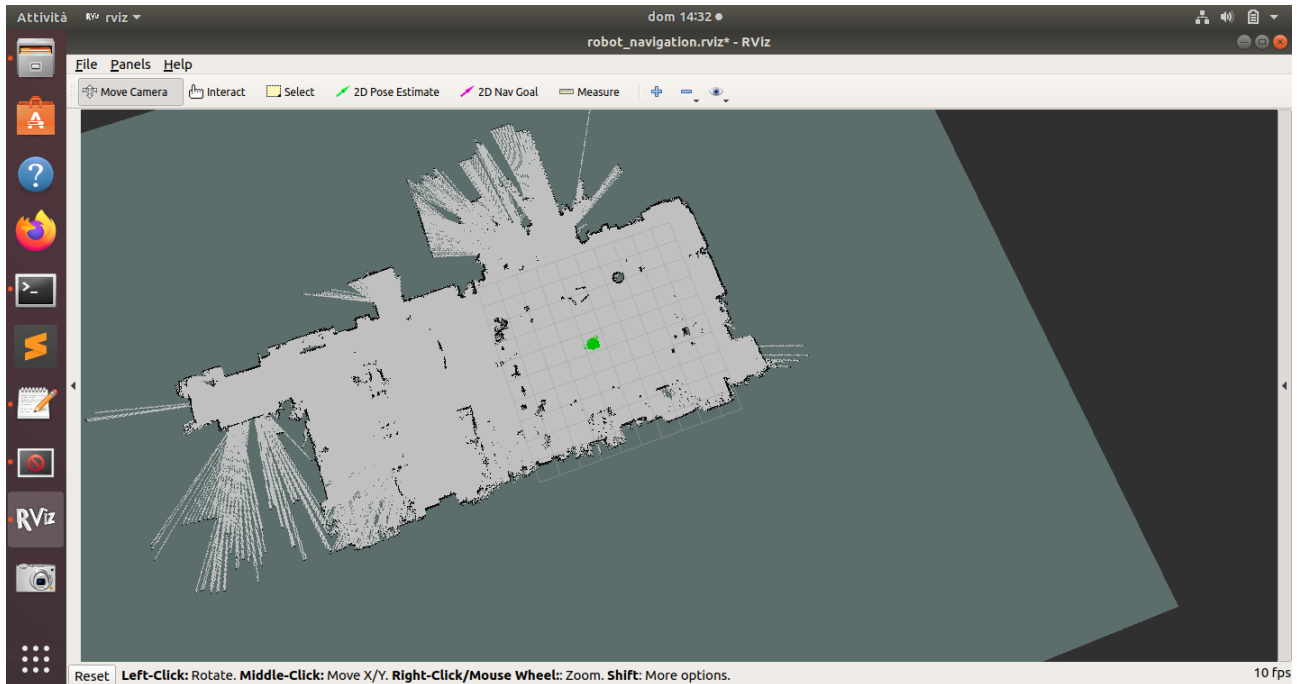 Attività RViz rviz dom 14:32
robot_navigation.rviz* - RViz
File Panels Help
Move Camera Interact Select 2D Pose Estimate 2D Nav Goal Measure
RViz
Reset Left-Click: Rotate. Middle-Click: Move X/Y. Right-Click/Mouse Wheel:: Zoom. Shift: More options. 10 fps